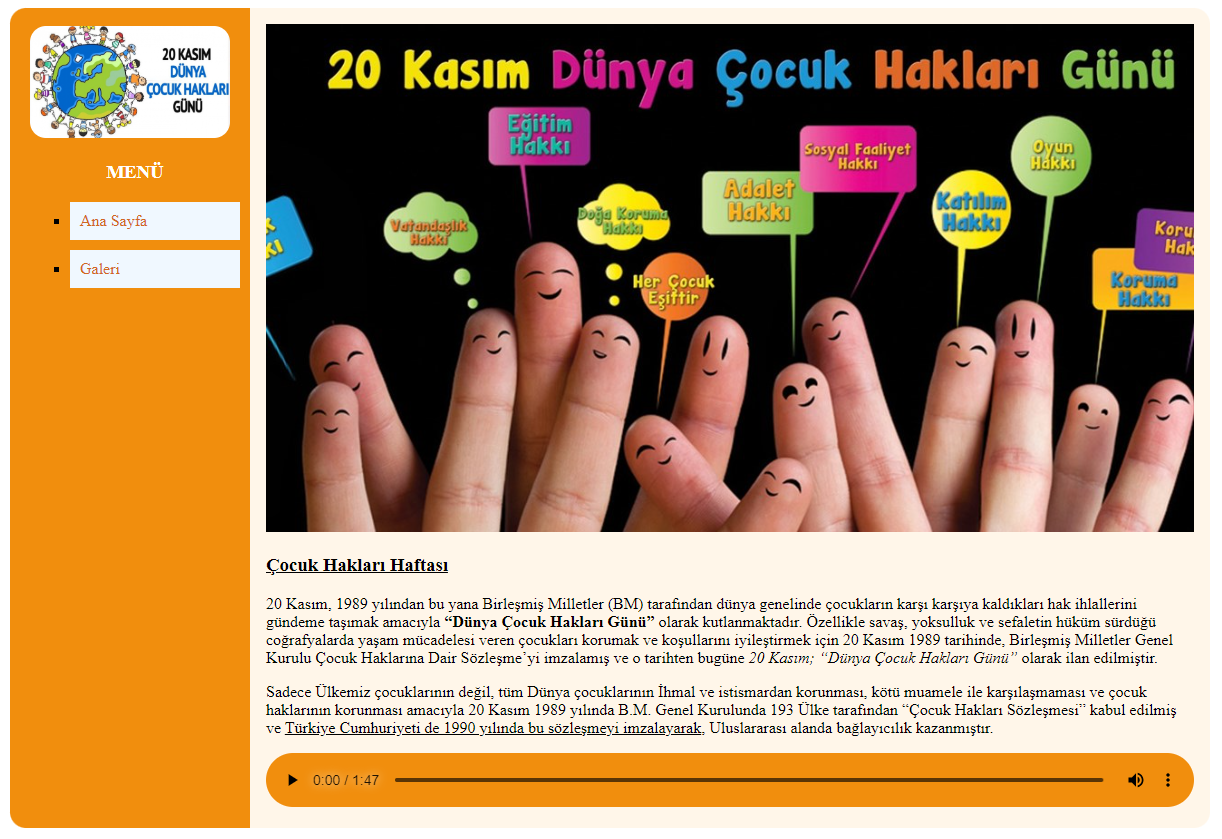 20 KASIM
DÜNYA
ÇOCUK HAKLARI
GÜNÜ
MENÜ
Ana Sayfa
Galeri
20 Kasım Dünya Çocuk Hakları Günü
Eğitim
Hakkı
Vatandaşlık
Hakkı
Doğa Koruma
Hakkı
Her Çocuk
Eşittir
Adalet
Hakkı
Sosyal Faaliyet
Hakkı
Katılım
Hakkı
Oyun
Hakkı
Koruma
Hakkı
Çocuk Hakları Haftası
20 Kasım, 1989 yılından bu yana Birleşmiş Milletler (BM) tarafından dünya genelinde çocukların karşı karşıya kaldıkları hak ihlallerini
gündeme taşımak amacıyla “Dünya Çocuk Hakları Günü” olarak kutlanmaktadır. Özellikle savaş, yoksulluk ve sefaletin hüküm sürdüğü
coğrafyalarda yaşam mücadelesi veren çocukları korumak ve koşullarını iyileştirmek için 20 Kasım 1989 tarihinde, Birleşmiş Milletler Genel
Kurulu Çocuk Haklarına Dair Sözleşme’yi imzalamış ve o tarihten bugüne 20 Kasım; “Dünya Çocuk Hakları Günü” olarak ilan edilmiştir.
Sadece Ülkemiz çocuklarının değil, tüm Dünya çocuklarının İhmal ve istismardan korunması, kötü muamele ile karşılaşmaması ve çocuk
haklarının korunması amacıyla 20 Kasım 1989 yılında B.M. Genel Kurulunda 193 Ülke tarafından “Çocuk Hakları Sözleşmesi” kabul edilmiş
ve Türkiye Cumhuriyeti de 1990 yılında bu sözleşmeyi imzalayarak, Uluslararası alanda bağlayıcılık kazanmıştır.
0:00 / 1:47